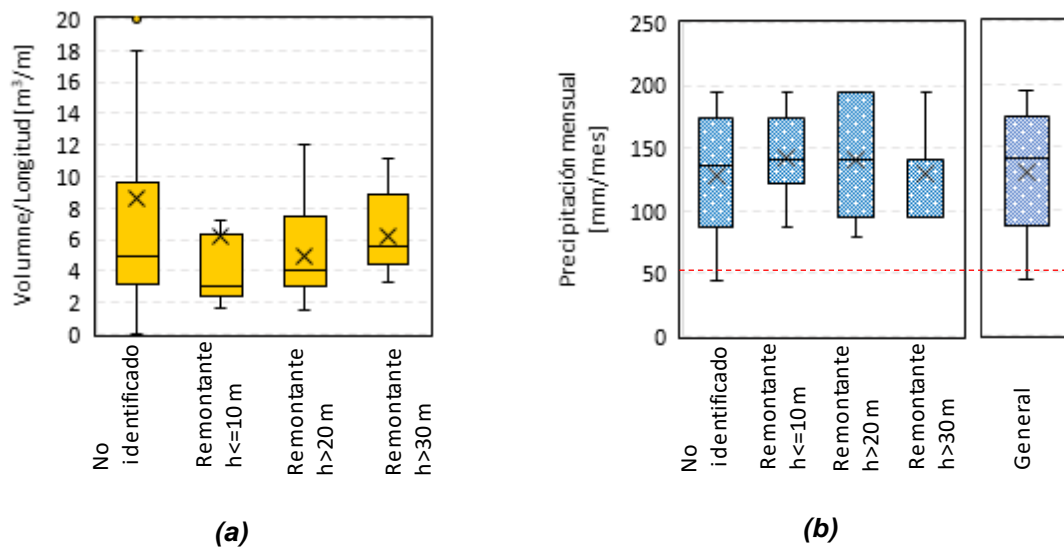 Volumne/Longitud [m³/m]
20
18
16
14
12
10
8
6
4
2
0
No
identificado
Remontante
h<=10 m
Remontante
h>20 m
Remontante
h>30 m
(a)
Precipitación mensual
[mm/mes]
250
200
150
100
50
0
No
identificado
Remontante
h<=10 m
Remontante
h>20 m
Remontante
h>30 m
General
(b)